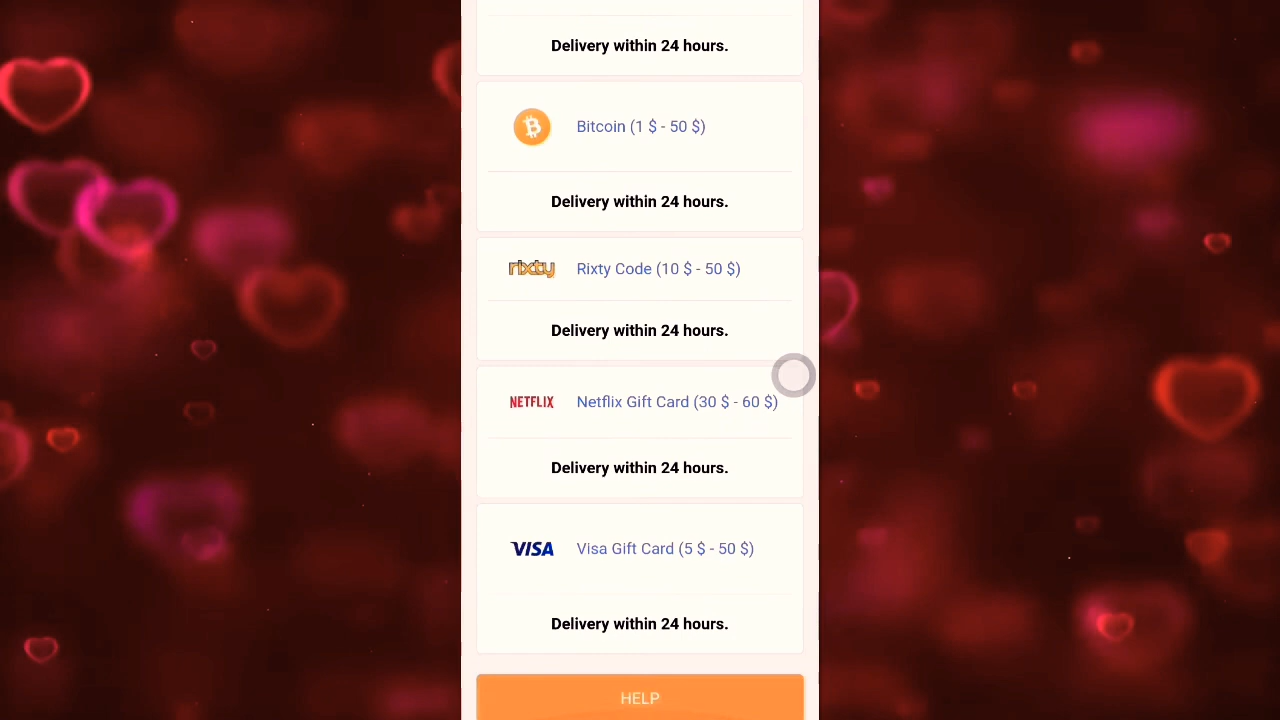 Delivery within 24 hours.
Bitcoin (1 $ - 50 $)
Delivery within 24 hours.
rixty Rixty Code (10 $ - 50 $)
Delivery within 24 hours.
NETFLIX Netflix Gift Card (30 $ - 60 $)
Delivery within 24 hours.
VISA Visa Gift Card (5 $ - 50 $)
Delivery within 24 hours.
HELP